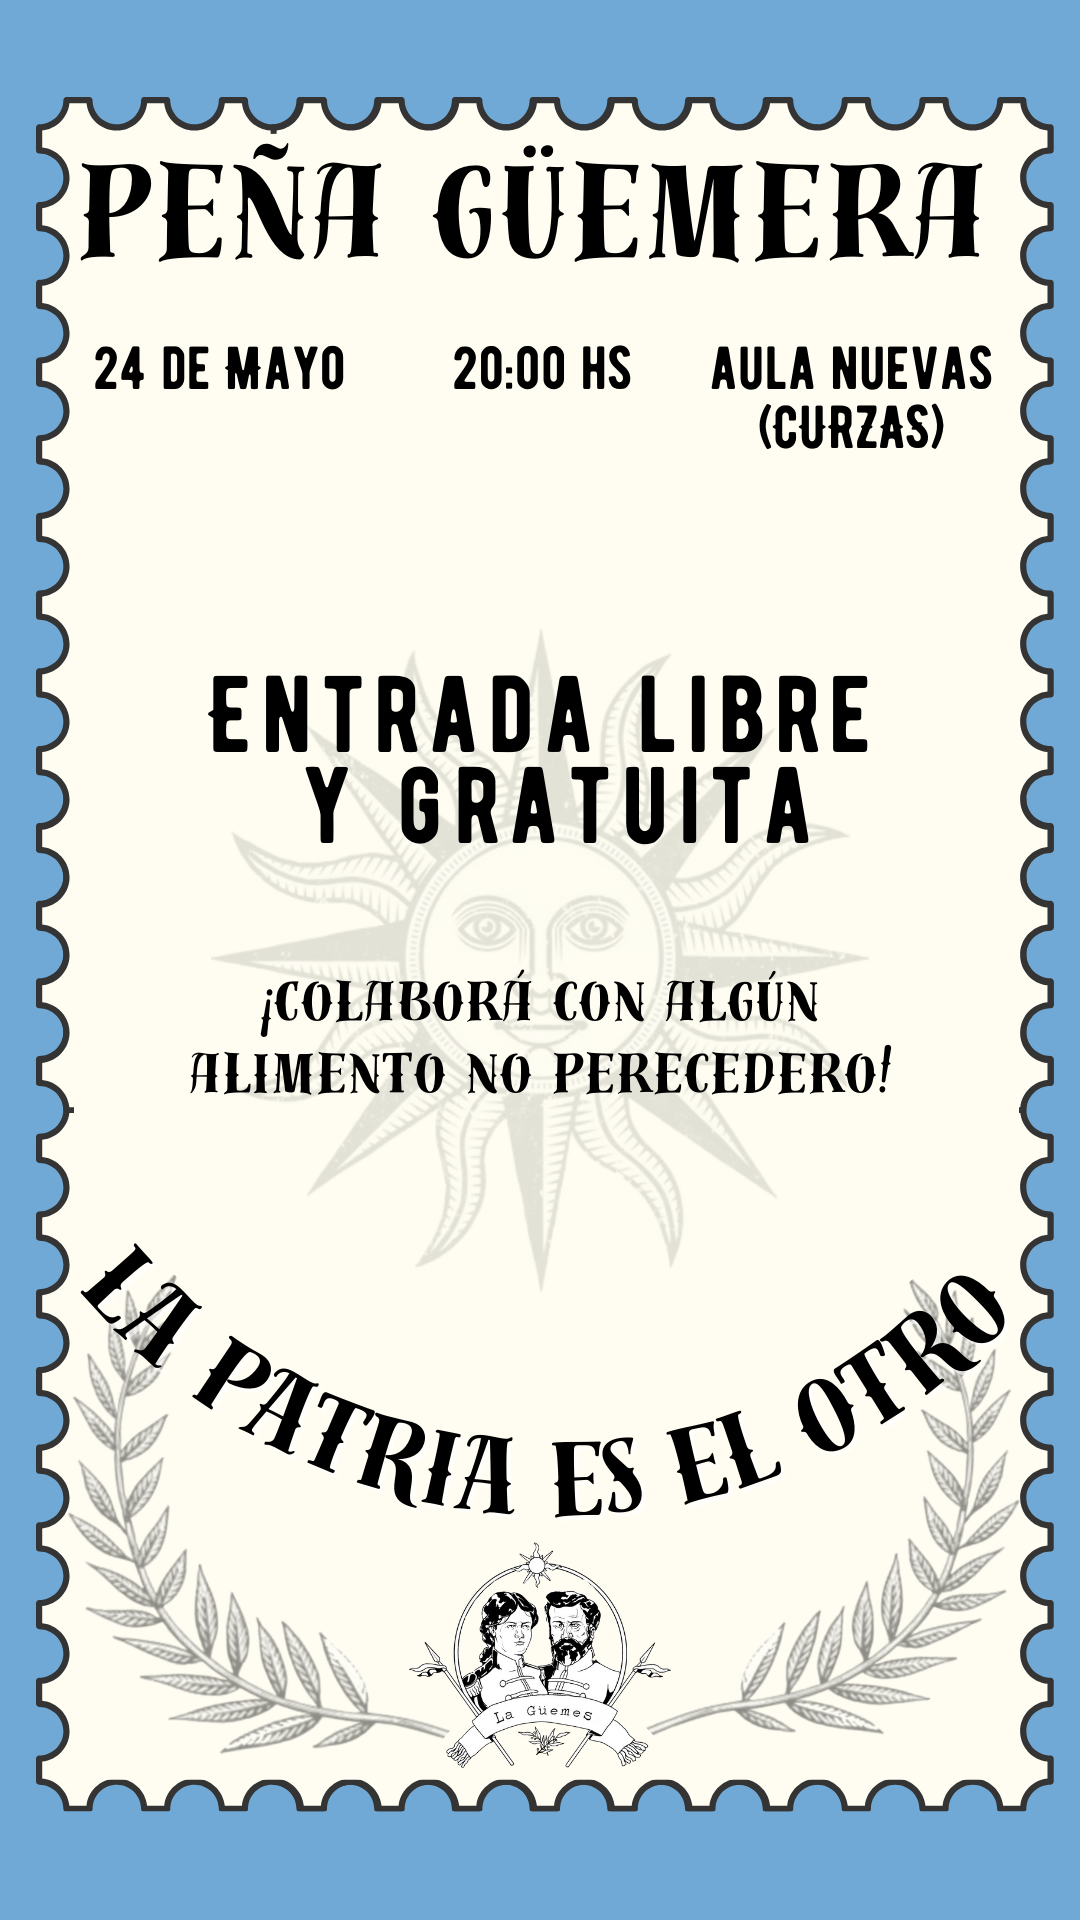 PEÑA GÜEMERA
24 DE MAYO
20:00 HS
AULA NUEVAS
(CURZAS)
ENTRADA LIBRE
Y GRATUITA
¡COLABORÁ CON ALGÚN
ALIMENTO NO PERECEDERO!
LA PATRIA ES EL OTRO
La Güemes